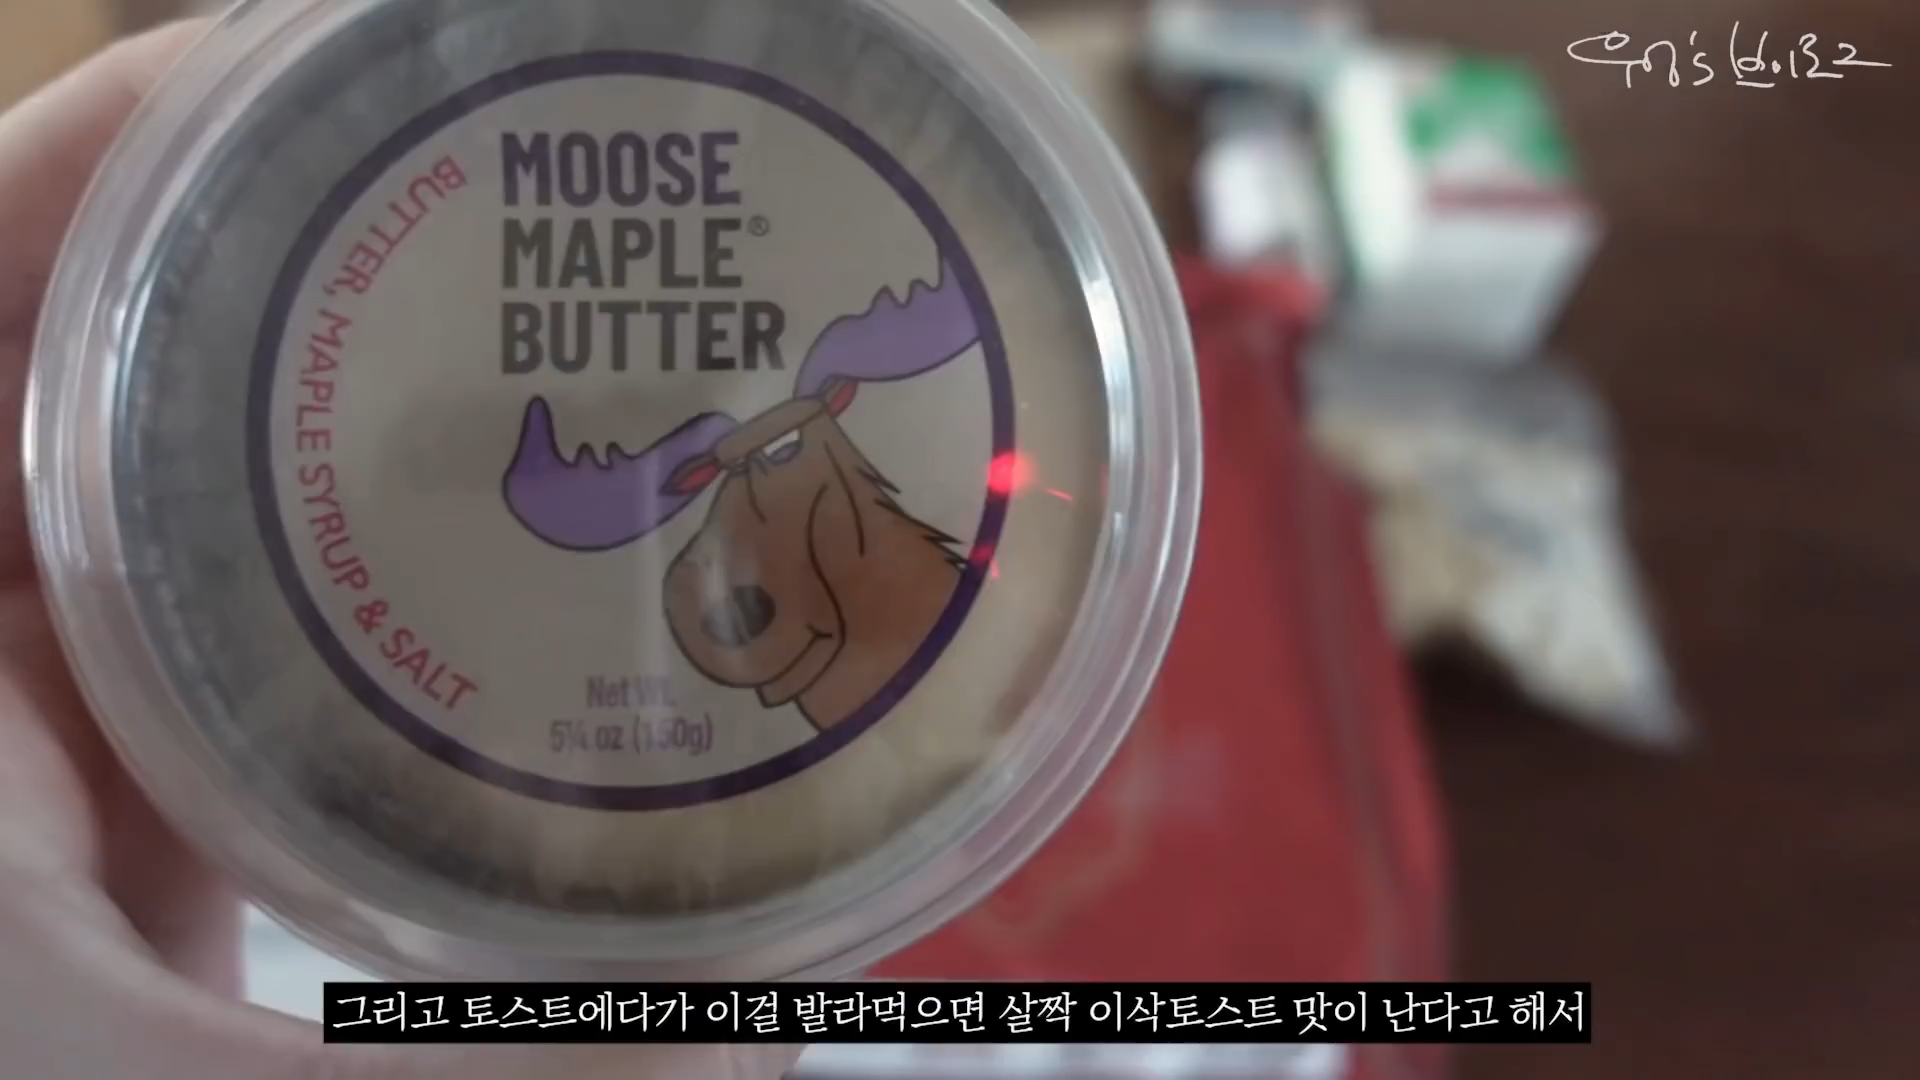 우정's 브이로그
MOOSE
MAPLE®
BUTTER
BUTTER, MAPLE SYRUP & SALT
Net Wt.
5¼ oz (150g)
그리고 토스트에다가 이걸 발라먹으면 살짝 이삭토스트 맛이 난다고 해서